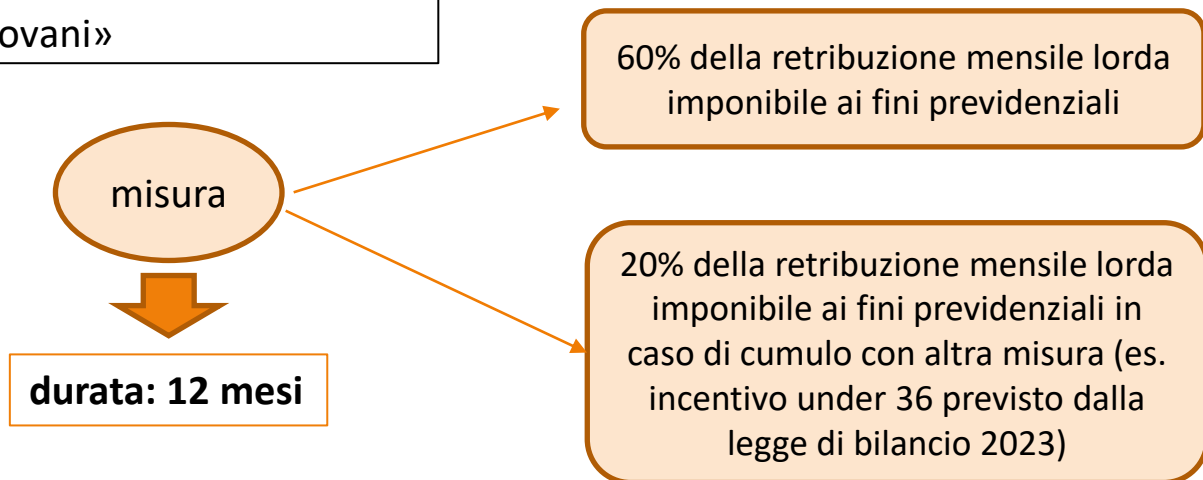 ovani»
60% della retribuzione mensile lorda
imponibile ai fini previdenziali
misura
20% della retribuzione mensile lorda
imponibile ai fini previdenziali in
caso di cumulo con altra misura (es.
incentivo under 36 previsto dalla
legge di bilancio 2023)
durata: 12 mesi